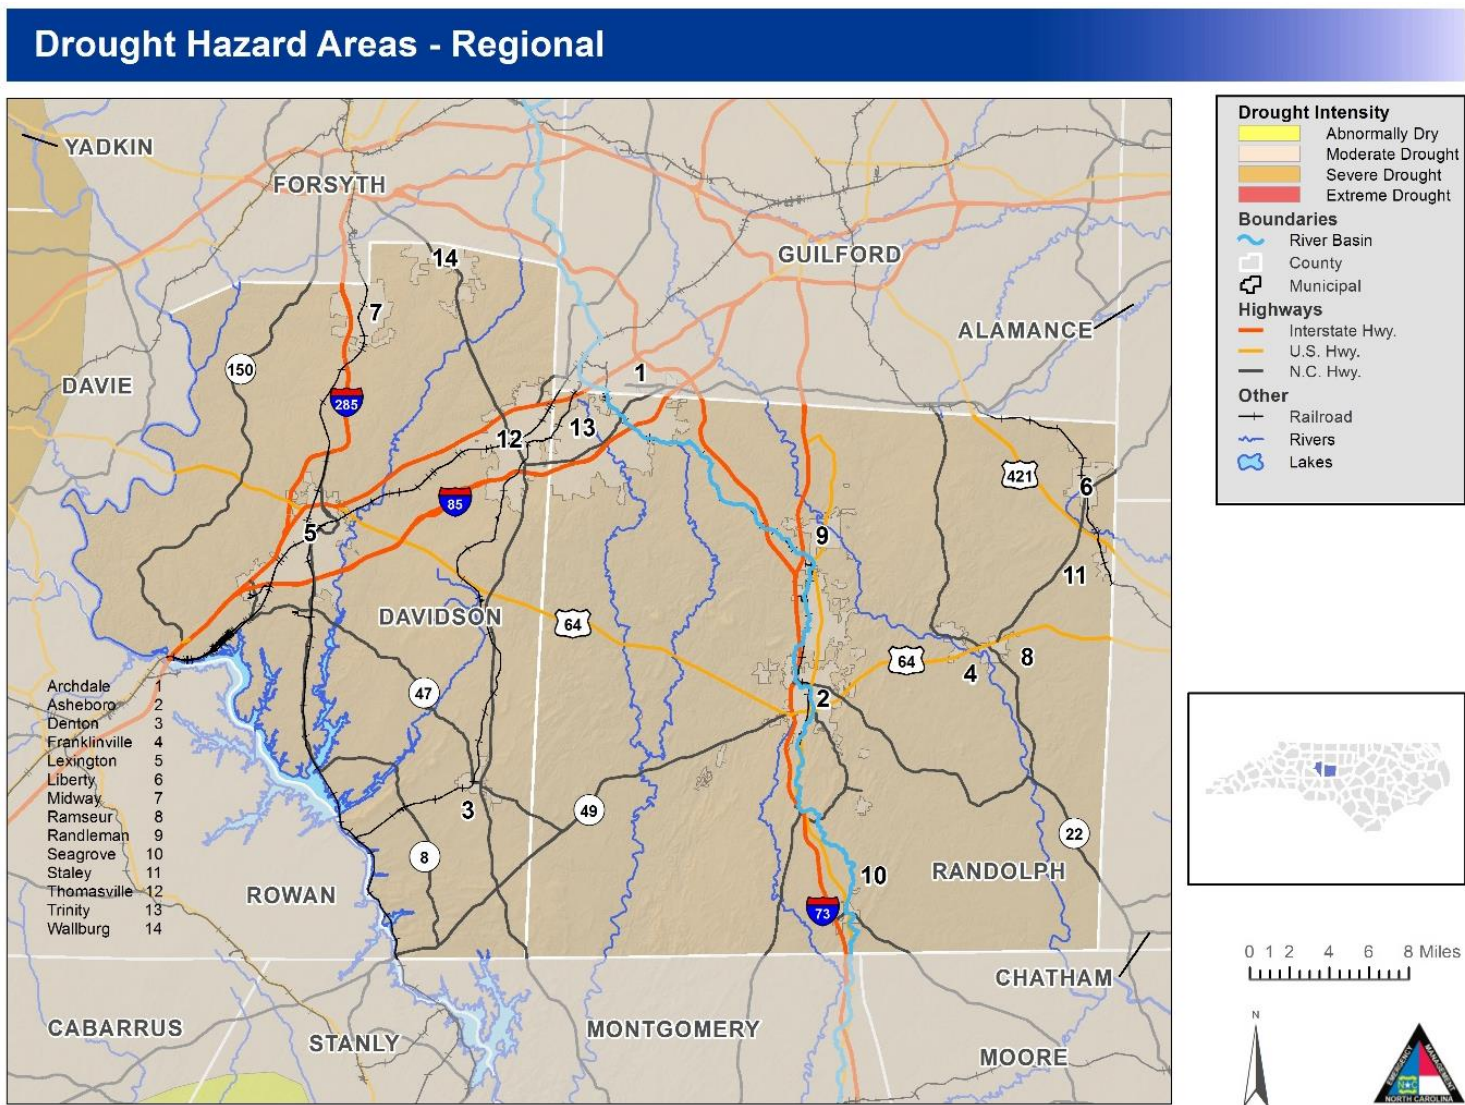 Drought Hazard Areas - Regional
YADKIN
FORSYTH
14
GUILFORD
7
ALAMANCE
150
DAVIE
1
285
13
12
421
6
85
5
9
11
DAVIDSON
64
64
8
4
47
2
Archdale 1
Asheboro 2
Denton 3
Franklinville 4
Lexington 5
Liberty 6
Midway 7
Ramseur 8
Randleman 9
Seagrove 10
Staley 11
Thomasville 12
Trinity 13
Wallburg 14
3
49
22
8
ROWAN
10
RANDOLPH
73
CHATHAM
CABARRUS
STANLY
MONTGOMERY
MOORE
Drought Intensity
Abnormally Dry
Moderate Drought
Severe Drought
Extreme Drought
Boundaries
River Basin
County
Municipal
Highways
Interstate Hwy.
U.S. Hwy.
N.C. Hwy.
Other
Railroad
Rivers
Lakes
0 1 2 4 6 8 Miles
N
EMERGENCY
MANAGEMENT
NC
NORTH CAROLINA